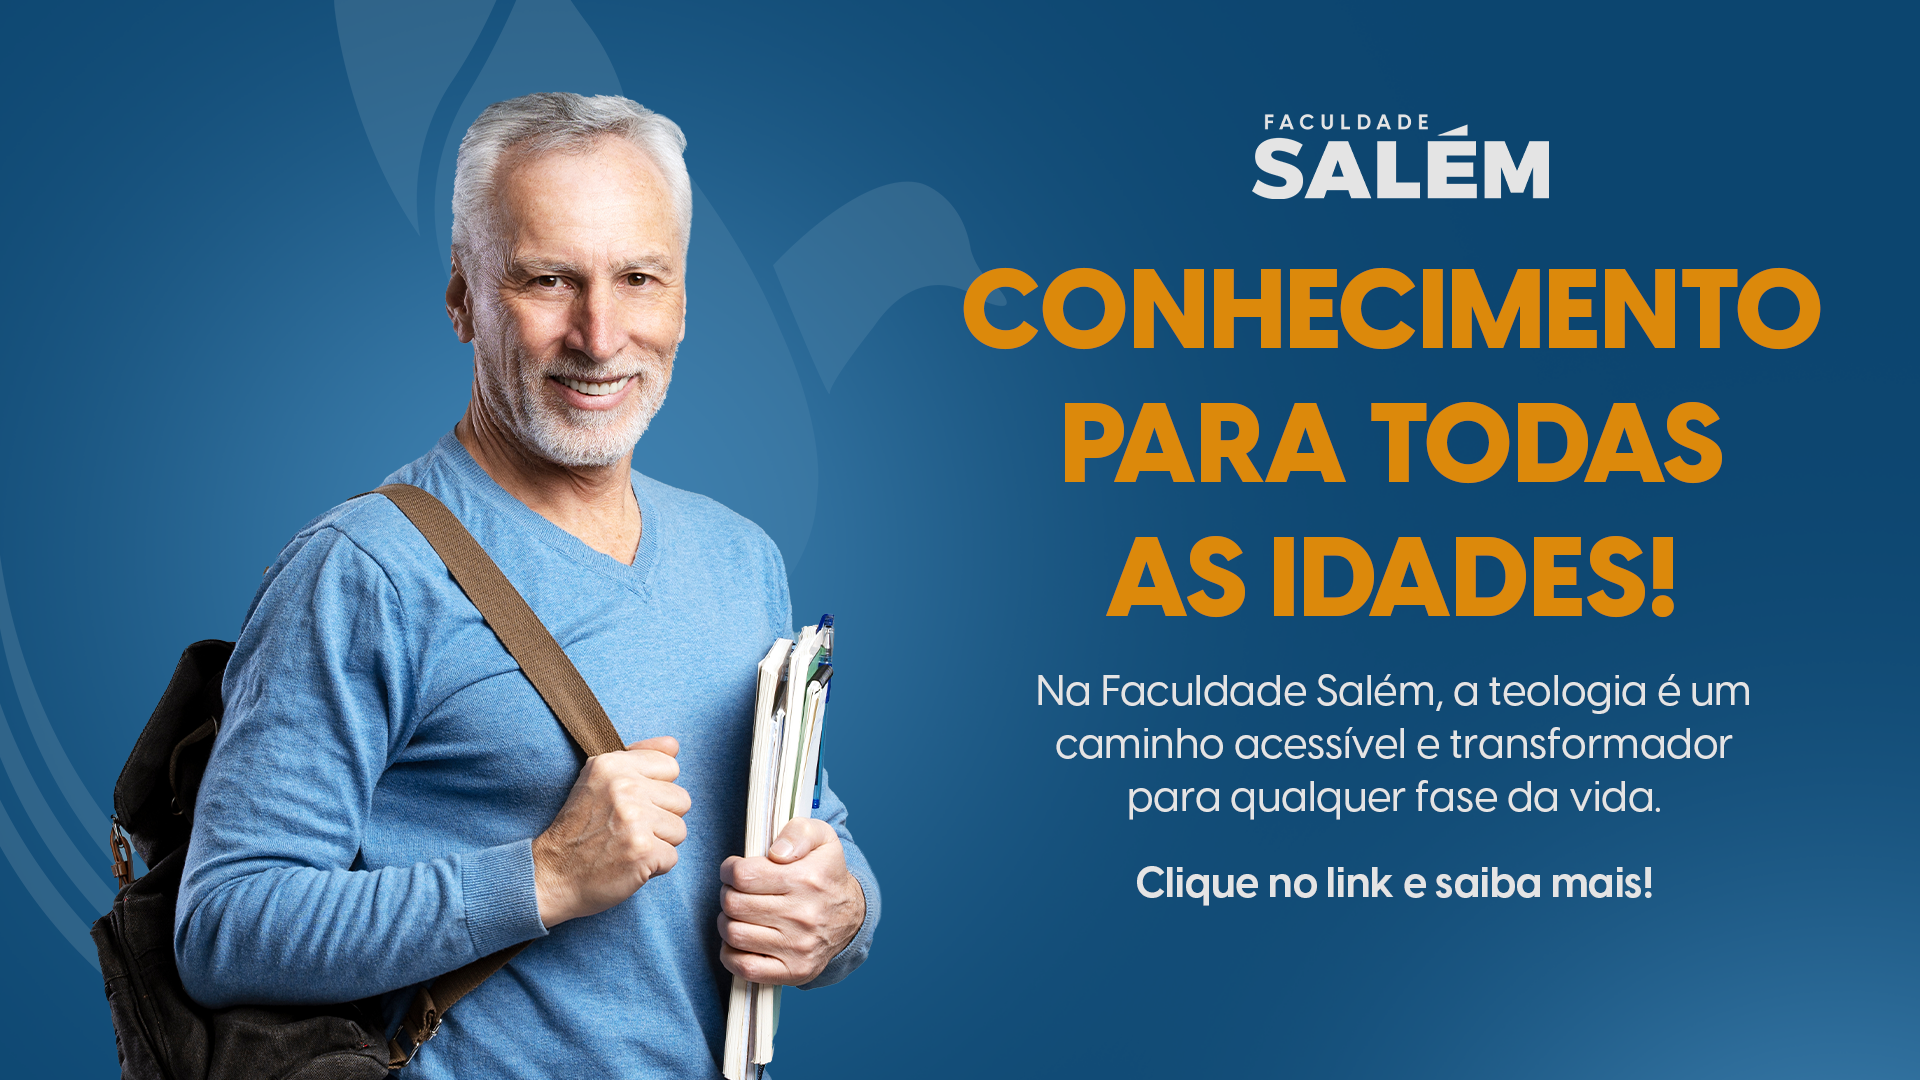 FACULDADE
SALÉM
CONHECIMENTO
PARA TODAS
AS IDADES!
Na Faculdade Salém, a teologia é um
caminho acessível e transformador
para qualquer fase da vida.
Clique no link e saiba mais!